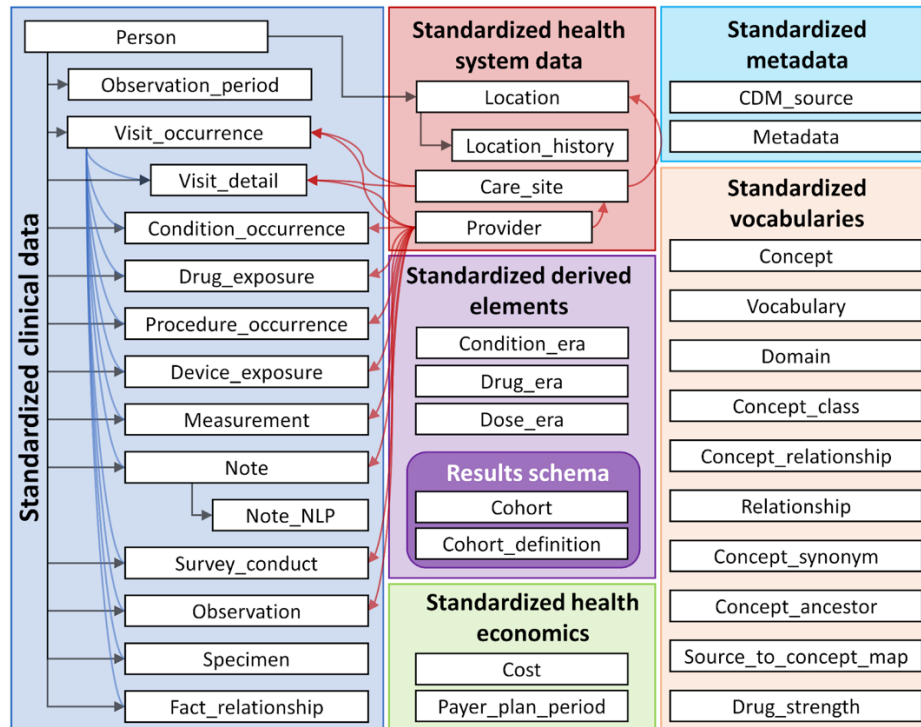 Standardized clinical data
Person
Observation_period
Visit_occurrence
Visit_detail
Condition_occurrence
Drug_exposure
Procedure_occurrence
Device_exposure
Measurement
Note
Note_NLP
Survey_conduct
Observation
Specimen
Fact_relationship
Standardized health
system data
Location
Location_history
Care_site
Provider
Standardized derived
elements
Condition_era
Drug_era
Dose_era
Results schema
Cohort
Cohort_definition
Standardized health
economics
Cost
Payer_plan_period
Standardized
metadata
CDM_source
Metadata
Standardized
vocabularies
Concept
Vocabulary
Domain
Concept_class
Concept_relationship
Relationship
Concept_synonym
Concept_ancestor
Source_to_concept_map
Drug_strength